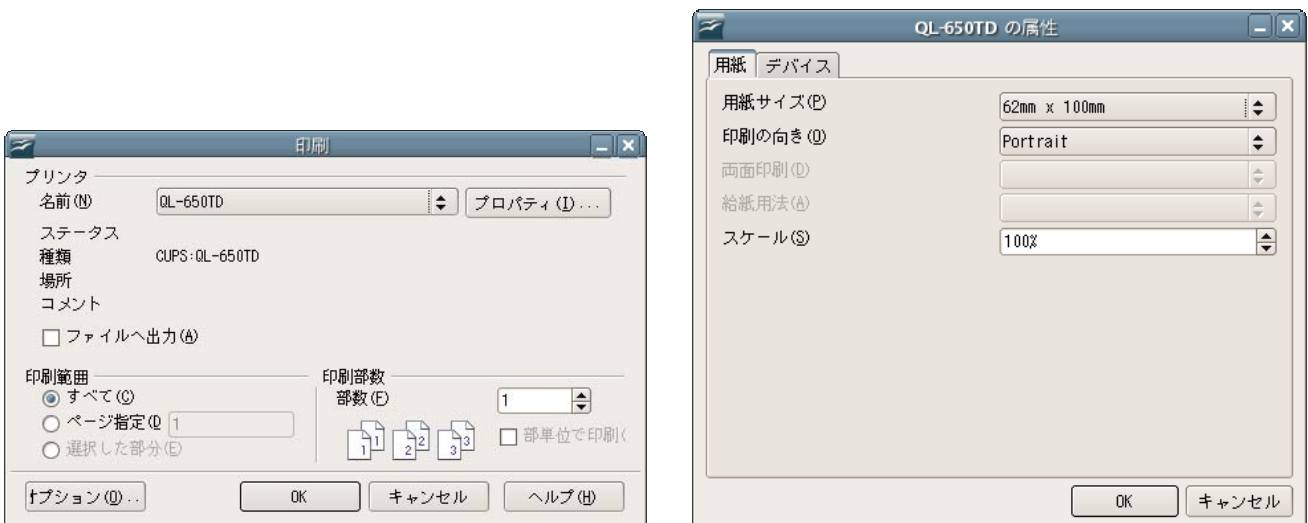 印刷
プリンタ
名前(N) QL-650TD プロパティ(I)...
ステータス
種類 CUPS:QL-650TD
場所
コメント
ファイルへ出力(A)
印刷範囲
すべて(C)
ページ指定(I 1
選択した部分(E)
印刷部数
部数(F) 1
1 1 2 2 3 3
部単位で印刷(
オプション(O)..
OK
キャンセル
ヘルプ(H)
QL-650TD の属性
用紙 デバイス
用紙サイズ(P) 62mm x 100mm
印刷の向き(O) Portrait
両面印刷(D)
給紙用法(A)
スケール(S) 100%
OK キャンセル